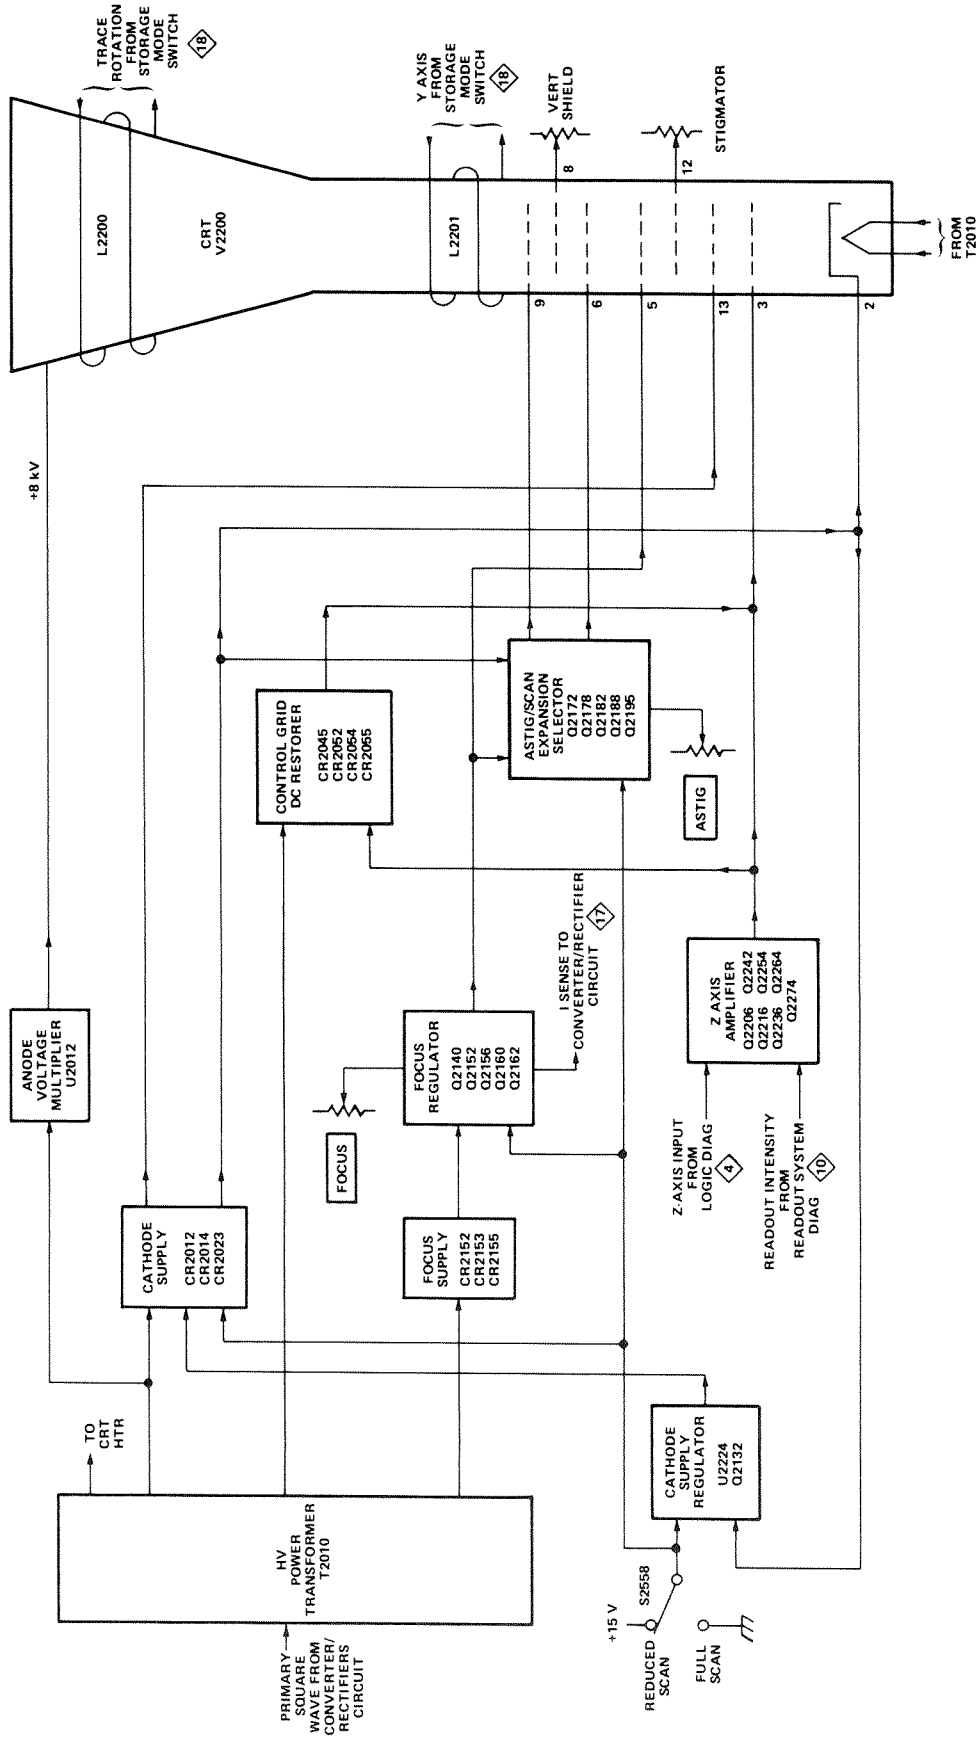 PRIMARY
SQUARE
WAVE FROM
CONVERTER/
RECTIFIERS
CIRCUIT
HV
POWER
TRANSFORMER
T2010
TO
CRT
HTR
ANODE
VOLTAGE
MULTIPLIER
U2012
+8 kV
CATHODE
SUPPLY
CR2012
CR2014
CR2023
CONTROL GRID
DC RESTORER
CR2045
CR2052
CR2054
CR2055
FOCUS
FOCUS
SUPPLY
CR2152
CR2153
CR2155
FOCUS
REGULATOR
Q2140
Q2152
Q2156
Q2160
Q2162
I SENSE TO
CONVERTER/RECTIFIER
CIRCUIT
17
ASTIG/SCAN
EXPANSION
SELECTOR
Q2172
Q2178
Q2182
Q2188
Q2195
ASTIG
+15 V
S2558
REDUCED
SCAN
FULL
SCAN
CATHODE
SUPPLY
REGULATOR
U2224
Q2132
Z-AXIS INPUT
FROM
LOGIC DIAG
4
READOUT INTENSITY
FROM
READOUT SYSTEM
DIAG
10
Z AXIS
AMPLIFIER
Q2206 Q2242
Q2216 Q2254
Q2236 Q2264
Q2274
TRACE
ROTATION
FROM
STORAGE
MODE
SWITCH
18
L2200
CRT
V2200
Y AXIS
FROM
STORAGE
MODE
SWITCH
18
L2201
VERT
SHIELD
8
STIGMATOR
12
9
6
5
13
3
2
FROM
T2010